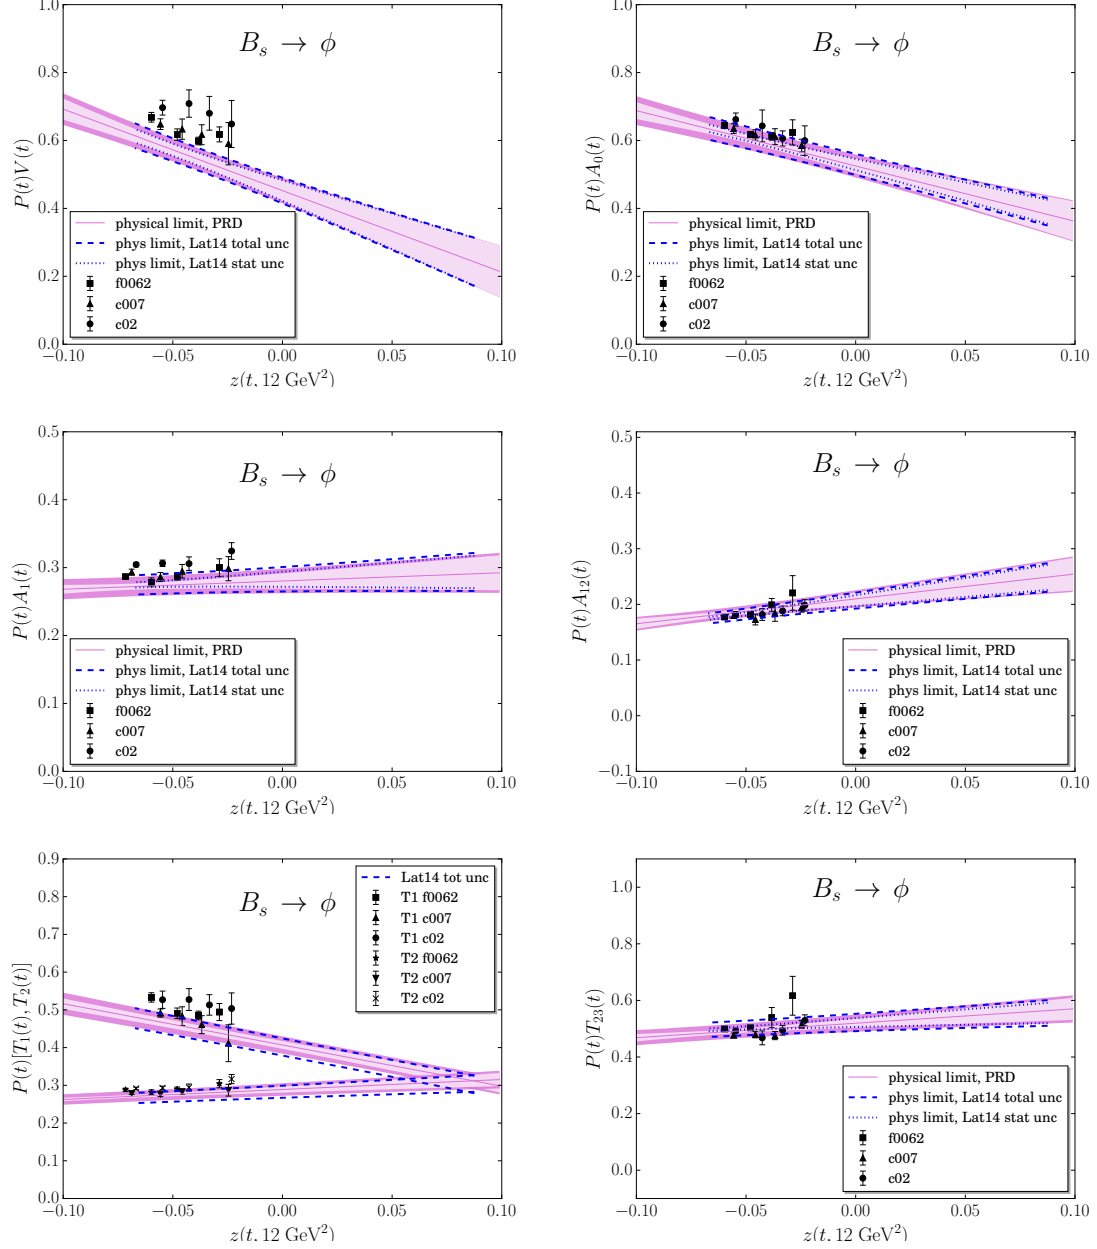 B_s → ϕ
P(t)V(t)
1.0
0.8
0.6
0.4
0.2
0.0
physical limit, PRD
phys limit, Lat14 total unc
phys limit, Lat14 stat unc
f0062
c007
c02
−0.10 −0.05 0.00 0.05 0.10
z(t, 12 GeV²)
B_s → ϕ
P(t)A₀(t)
1.0
0.8
0.6
0.4
0.2
0.0
physical limit, PRD
phys limit, Lat14 total unc
phys limit, Lat14 stat unc
f0062
c007
c02
−0.10 −0.05 0.00 0.05 0.10
z(t, 12 GeV²)
B_s → ϕ
P(t)A₁(t)
0.5
0.4
0.3
0.2
0.1
0.0
physical limit, PRD
phys limit, Lat14 total unc
phys limit, Lat14 stat unc
f0062
c007
c02
−0.10 −0.05 0.00 0.05 0.10
z(t, 12 GeV²)
B_s → ϕ
P(t)A₁₂(t)
0.5
0.4
0.3
0.2
0.1
0.0
−0.1
physical limit, PRD
phys limit, Lat14 total unc
phys limit, Lat14 stat unc
f0062
c007
c02
−0.10 −0.05 0.00 0.05 0.10
z(t, 12 GeV²)
B_s → ϕ
P(t)[T₁(t), T₂(t)]
0.9
0.8
0.7
0.6
0.5
0.4
0.3
0.2
0.1
0.0
Lat14 tot unc
T1 f0062
T1 c007
T1 c02
T2 f0062
T2 c007
T2 c02
−0.10 −0.05 0.00 0.05 0.10
z(t, 12 GeV²)
B_s → ϕ
P(t)T₂₃(t)
1.0
0.8
0.6
0.4
0.2
0.0
physical limit, PRD
phys limit, Lat14 total unc
phys limit, Lat14 stat unc
f0062
c007
c02
−0.10 −0.05 0.00 0.05 0.10
z(t, 12 GeV²)